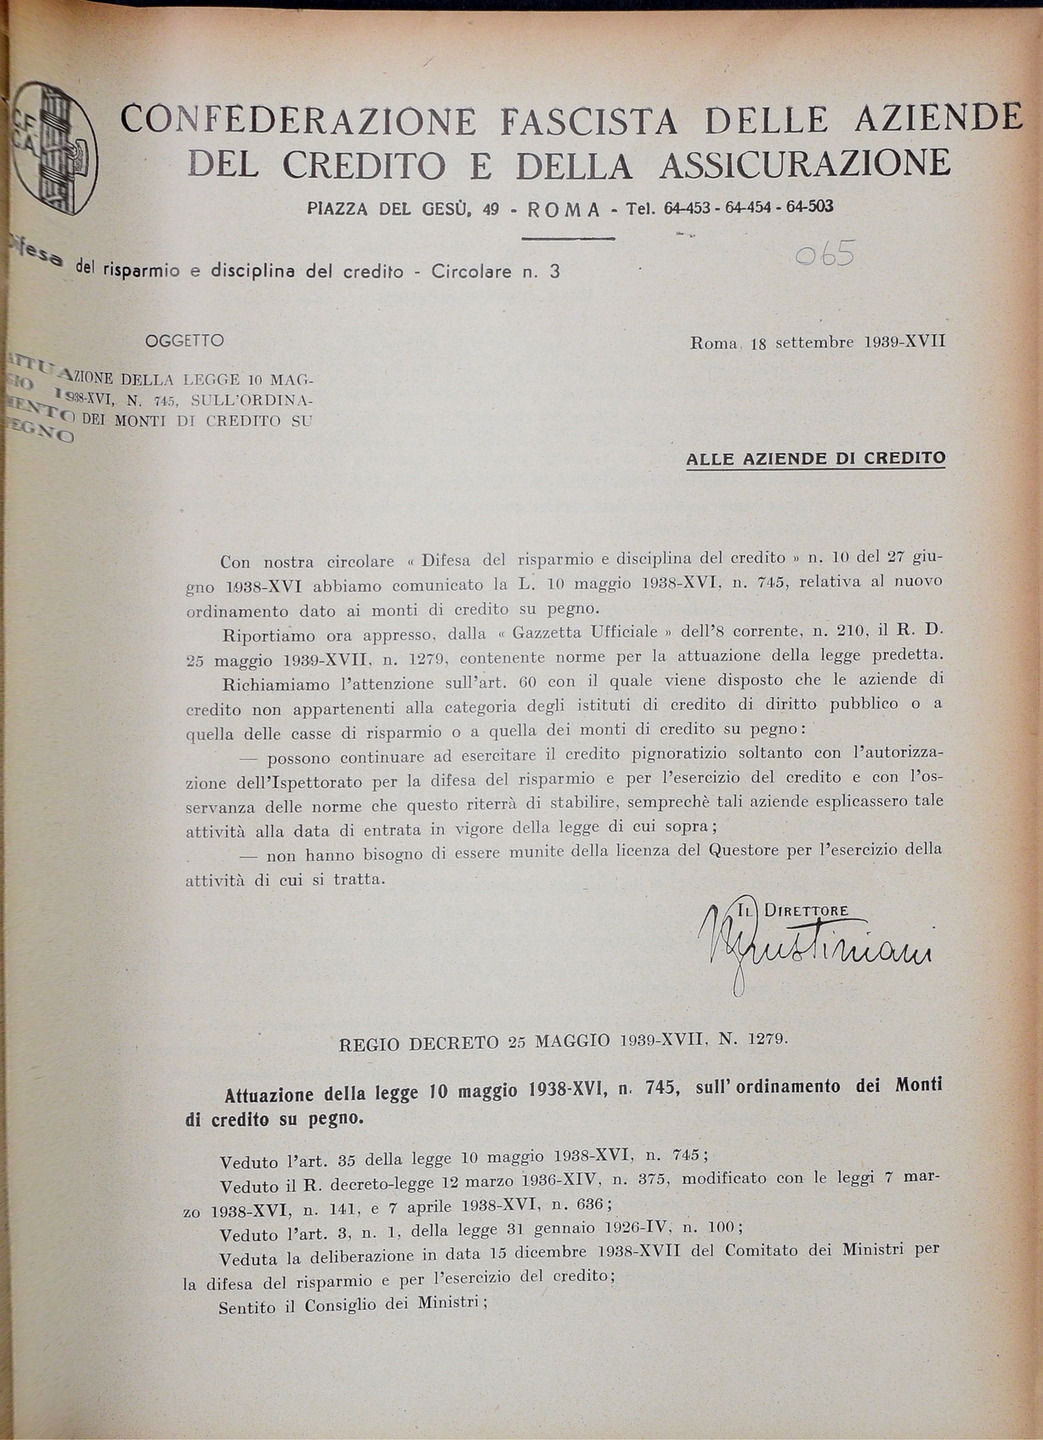 CONFEDERAZIONE FASCISTA DELLE AZIENDE
DEL CREDITO E DELLA ASSICURAZIONE
PIAZZA DEL GESÙ, 49 - ROMA - Tel. 64-453 - 64-454 - 64-503
065
Difesa del risparmio e disciplina del credito - Circolare n. 3
OGGETTO
Roma, 18 settembre 1939-XVII
ATTUAZIONE DELLA LEGGE 10 MAG-
GIO 1938-XVI, N. 745, SULL'ORDINA-
MENTO DEI MONTI DI CREDITO SU
PEGNO
ALLE AZIENDE DI CREDITO
Con nostra circolare « Difesa del risparmio e disciplina del credito » n. 10 del 27 giu-
gno 1938-XVI abbiamo comunicato la L. 10 maggio 1938-XVI, n. 745, relativa al nuovo
ordinamento dato ai monti di credito su pegno.
Riportiamo ora appresso, dalla « Gazzetta Ufficiale » dell'8 corrente, n. 210, il R. D.
25 maggio 1939-XVII, n. 1279, contenente norme per la attuazione della legge predetta.
Richiamiamo l'attenzione sull'art. 60 con il quale viene disposto che le aziende di
credito non appartenenti alla categoria degli istituti di credito di diritto pubblico o a
quella delle casse di risparmio o a quella dei monti di credito su pegno:
— possono continuare ad esercitare il credito pignoratizio soltanto con l'autorizza-
zione dell'Ispettorato per la difesa del risparmio e per l'esercizio del credito e con l'os-
servanza delle norme che questo riterrà di stabilire, semprechè tali aziende esplicassero tale
attività alla data di entrata in vigore della legge di cui sopra;
— non hanno bisogno di essere munite della licenza del Questore per l'esercizio della
attività di cui si tratta.
IL DIRETTORE
Giustiniani
REGIO DECRETO 25 MAGGIO 1939-XVII, N. 1279.
Attuazione della legge 10 maggio 1938-XVI, n. 745, sull'ordinamento dei Monti
di credito su pegno.
Veduto l'art. 35 della legge 10 maggio 1938-XVI, n. 745;
Veduto il R. decreto-legge 12 marzo 1936-XIV, n. 375, modificato con le leggi 7 mar-
zo 1938-XVI, n. 141, e 7 aprile 1938-XVI, n. 636;
Veduto l'art. 3, n. 1, della legge 31 gennaio 1926-IV, n. 100;
Veduta la deliberazione in data 15 dicembre 1938-XVII del Comitato dei Ministri per
la difesa del risparmio e per l'esercizio del credito;
Sentito il Consiglio dei Ministri;